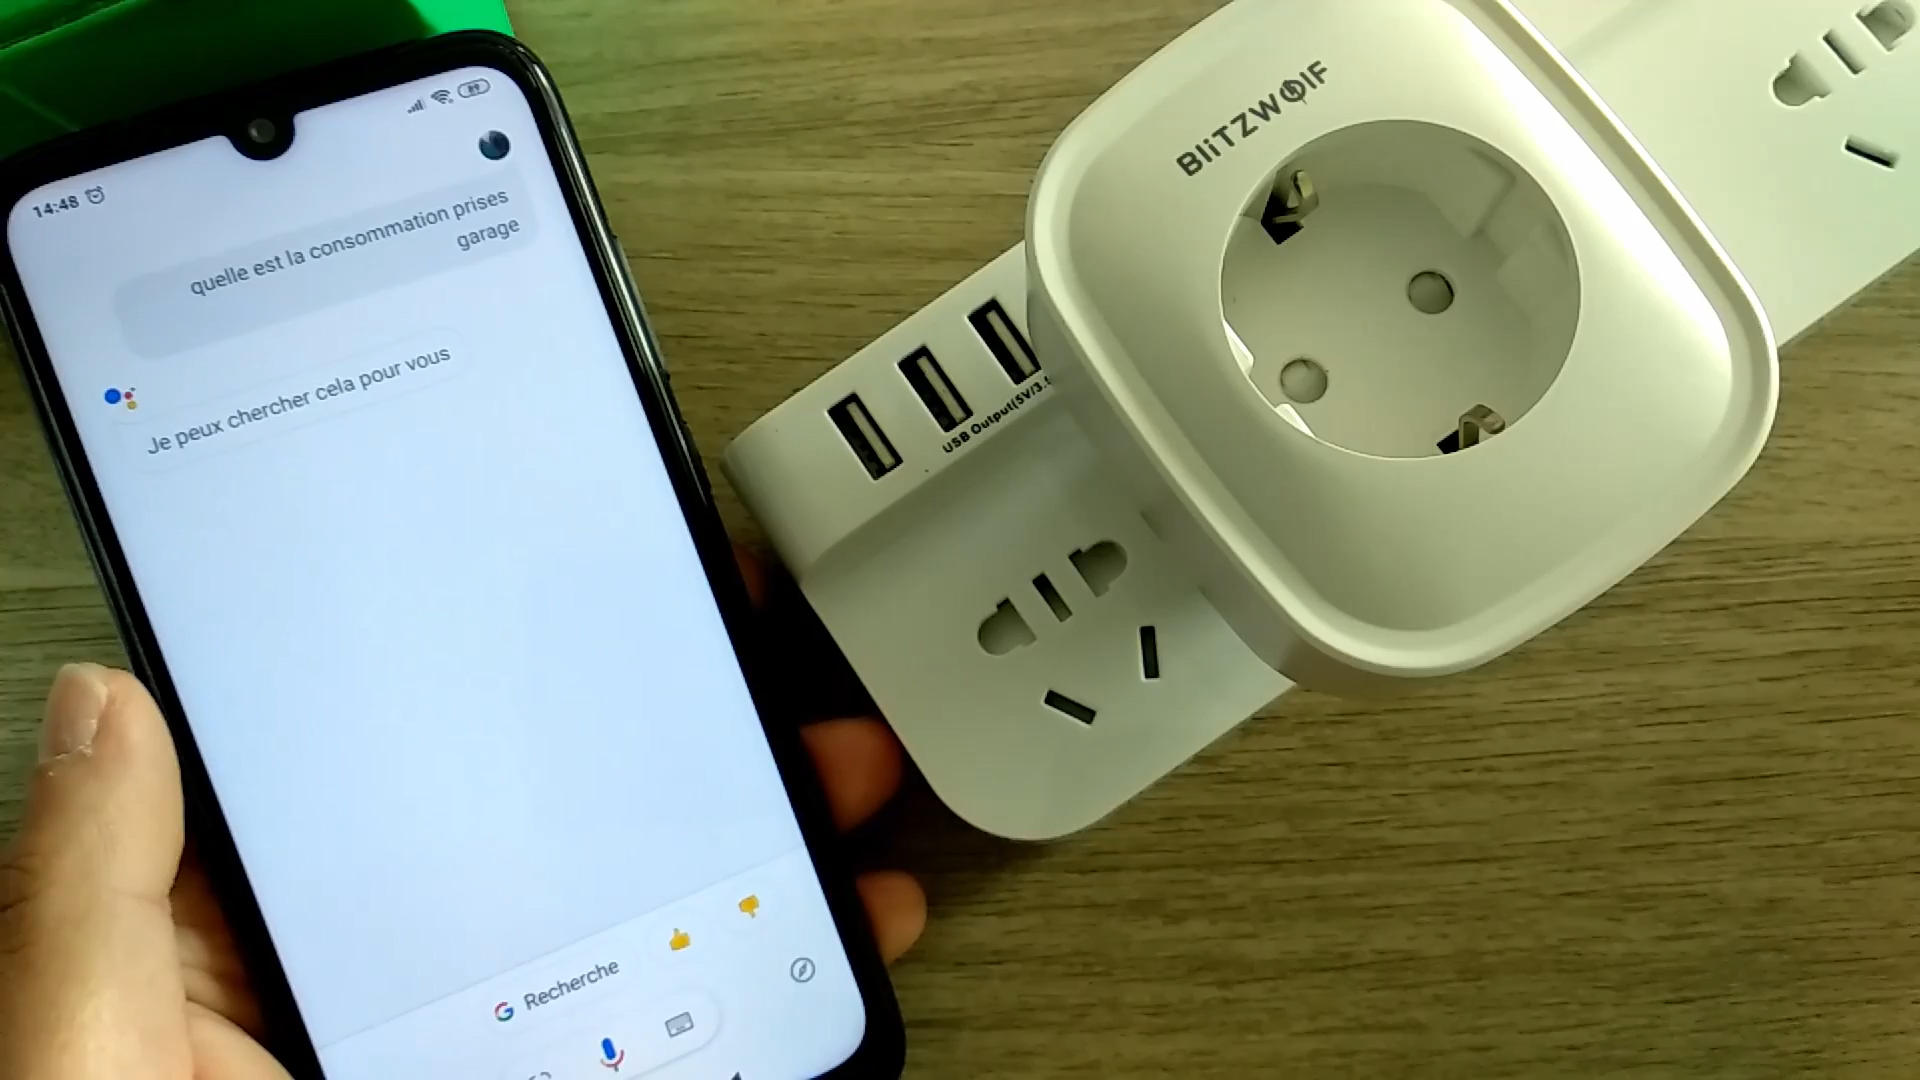 14:48
89
quelle est la consommation prises
garage
Je peux chercher cela pour vous
G Recherche
BliTZWOlF
USB Output(5V/3.